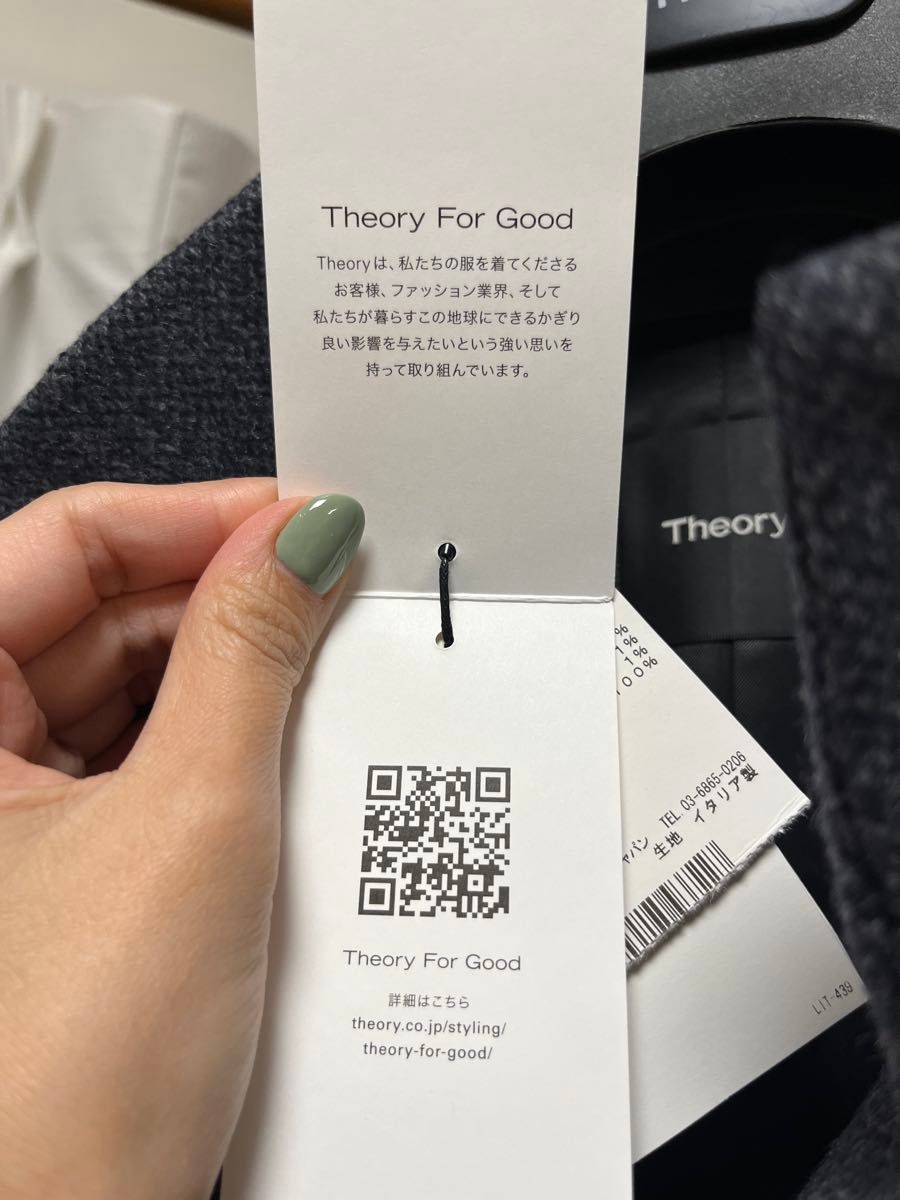 Theory For Good
Theoryは、私たちの服を着てくださる
お客様、ファッション業界、そして
私たちが暮らすこの地球にできるかぎり
良い影響を与えたいという強い思いを
持って取り組んでいます。
Theory
%
1%
1%
100%
TEL.03-6865-0206
生地 イタリア製
Theory For Good
詳細はこちら
theory.co.jp/styling/
theory-for-good/
LIT-439